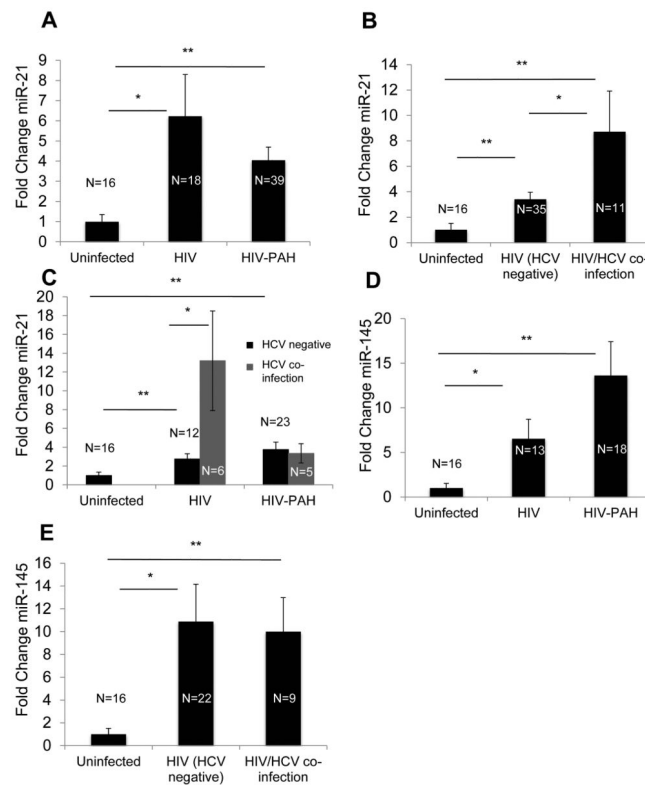 A
Fold Change miR-21
9
8
7
6
5
4
3
2
1
0
**
*
N=16
N=18
N=39
Uninfected
HIV
HIV-PAH
B
Fold Change miR-21
14
12
10
8
6
4
2
0
**
*
**
N=16
N=35
N=11
Uninfected
HIV (HCV
negative)
HIV/HCV co-
infection
C
Fold Change miR-21
20
18
16
14
12
10
8
6
4
2
0
**
*
**
HCV negative
HCV co-
infection
N=16
N=12
N=6
N=23
N=5
Uninfected
HIV
HIV-PAH
D
Fold Change miR-145
20
15
10
5
0
**
*
N=16
N=13
N=18
Uninfected
HIV
HIV-PAH
E
Fold Change miR-145
16
14
12
10
8
6
4
2
0
**
*
N=16
N=22
N=9
Uninfected
HIV (HCV
negative)
HIV/HCV co-
infection